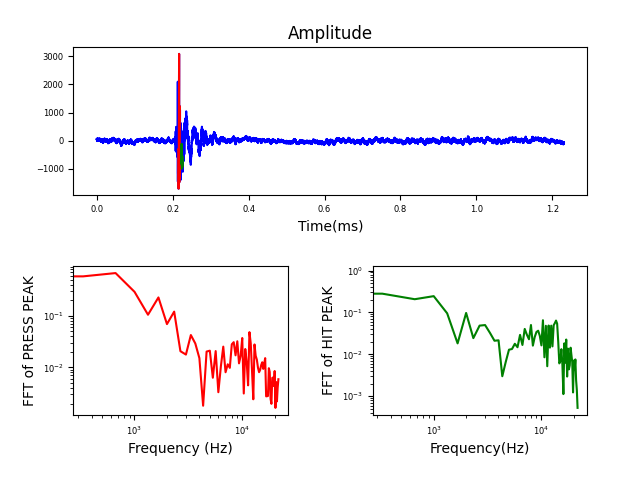 Amplitude
3000
2000
1000
0
−1000
0.0 0.2 0.4 0.6 0.8 1.0 1.2
Time(ms)
FFT of PRESS PEAK
10⁻¹
10⁻²
10³ 10⁴
Frequency (Hz)
FFT of HIT PEAK
10⁰
10⁻¹
10⁻²
10⁻³
10³ 10⁴
Frequency(Hz)